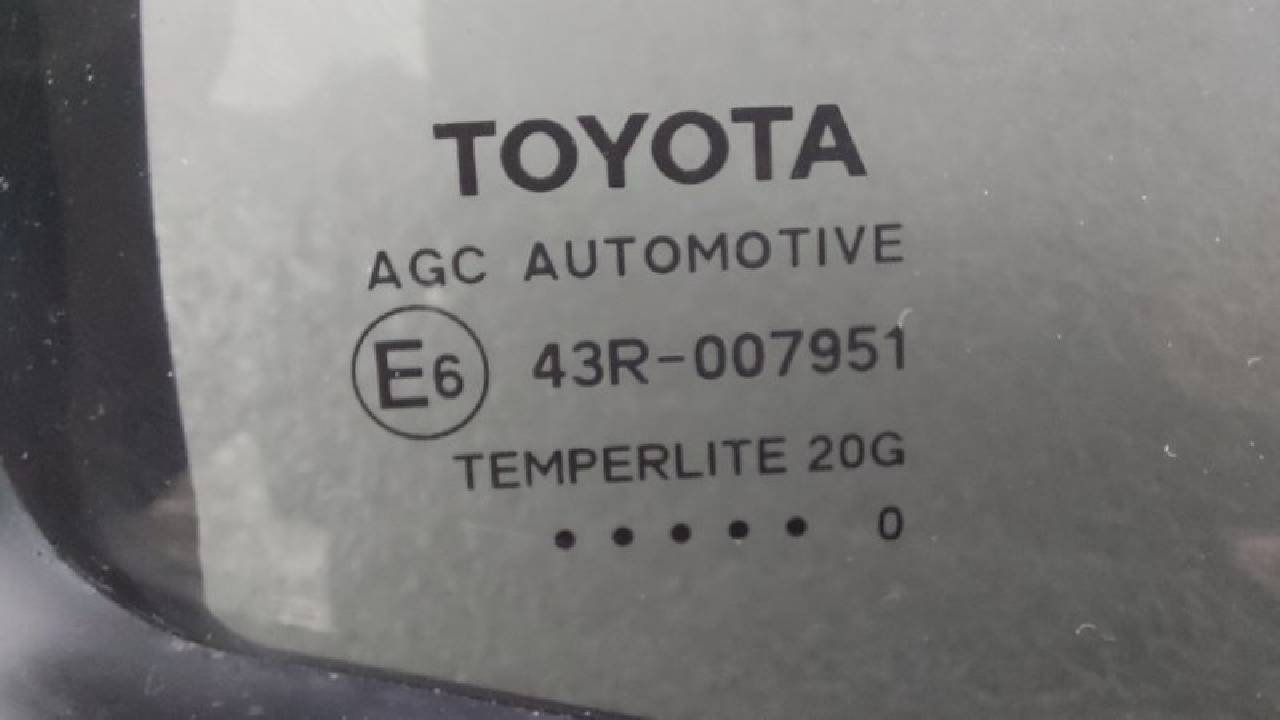 TOYOTA
AGC AUTOMOTIVE
E6 43R-007951
TEMPERLITE 20G
• • • • • 0